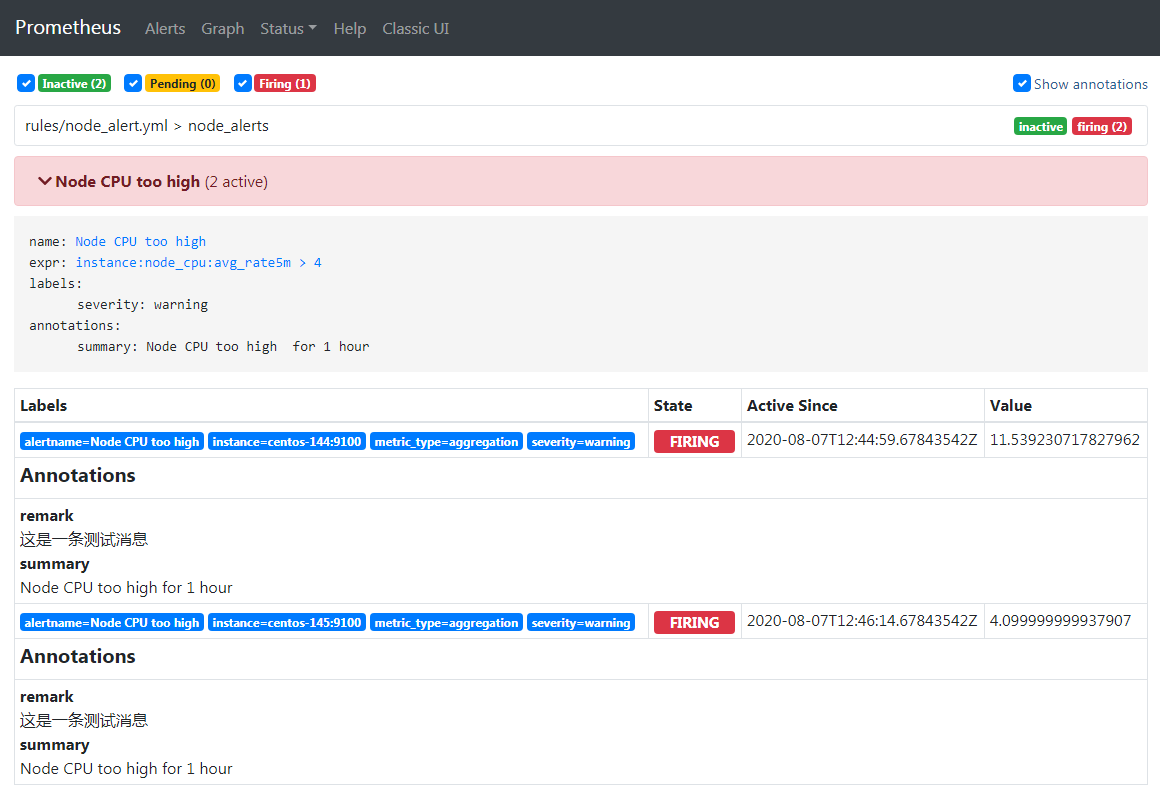 Prometheus Alerts Graph Status Help Classic UI
Inactive (2) Pending (0) Firing (1) Show annotations
rules/node_alert.yml > node_alerts inactive firing (2)
Node CPU too high (2 active)
name: Node CPU too high
expr: instance:node_cpu:avg_rate5m > 4
labels:
severity: warning
annotations:
summary: Node CPU too high  for 1 hour
Labels State Active Since Value
alertname=Node CPU too high instance=centos-144:9100 metric_type=aggregation severity=warning FIRING 2020-08-07T12:44:59.67843542Z 11.539230717827962
Annotations
remark
这是一条测试消息
summary
Node CPU too high for 1 hour
alertname=Node CPU too high instance=centos-145:9100 metric_type=aggregation severity=warning FIRING 2020-08-07T12:46:14.67843542Z 4.099999999937907
Annotations
remark
这是一条测试消息
summary
Node CPU too high for 1 hour